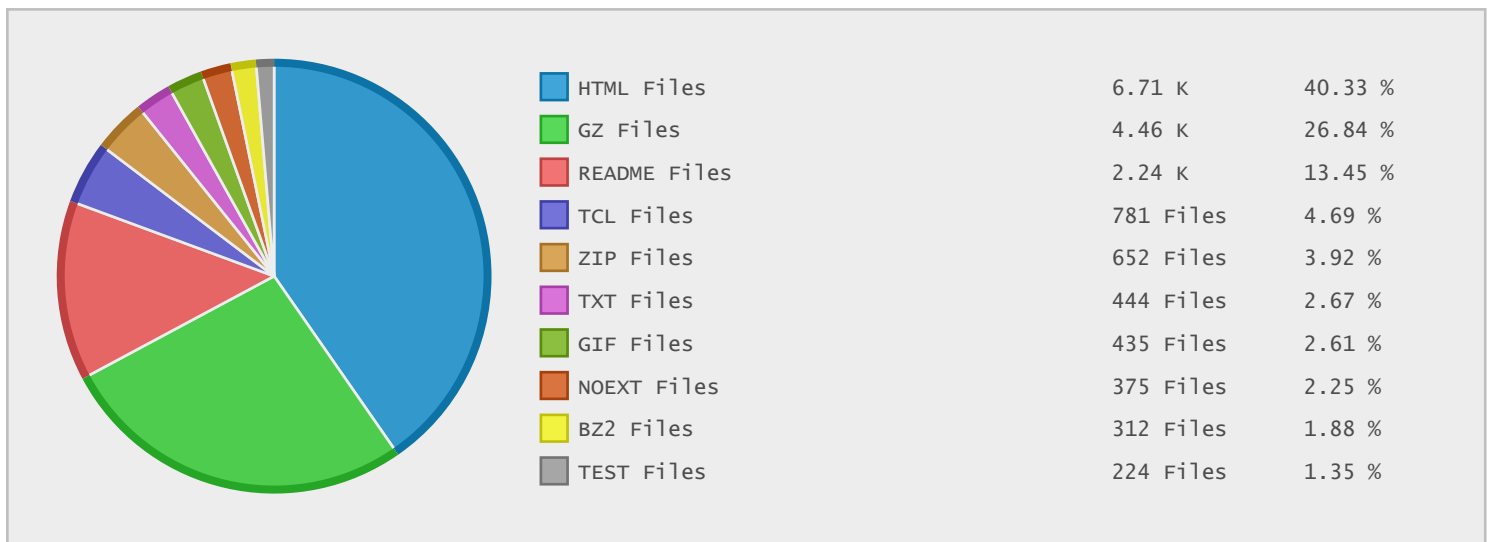 HTML Files 6.71 K 40.33 %
GZ Files 4.46 K 26.84 %
README Files 2.24 K 13.45 %
TCL Files 781 Files 4.69 %
ZIP Files 652 Files 3.92 %
TXT Files 444 Files 2.67 %
GIF Files 435 Files 2.61 %
NOEXT Files 375 Files 2.25 %
BZ2 Files 312 Files 1.88 %
TEST Files 224 Files 1.35 %